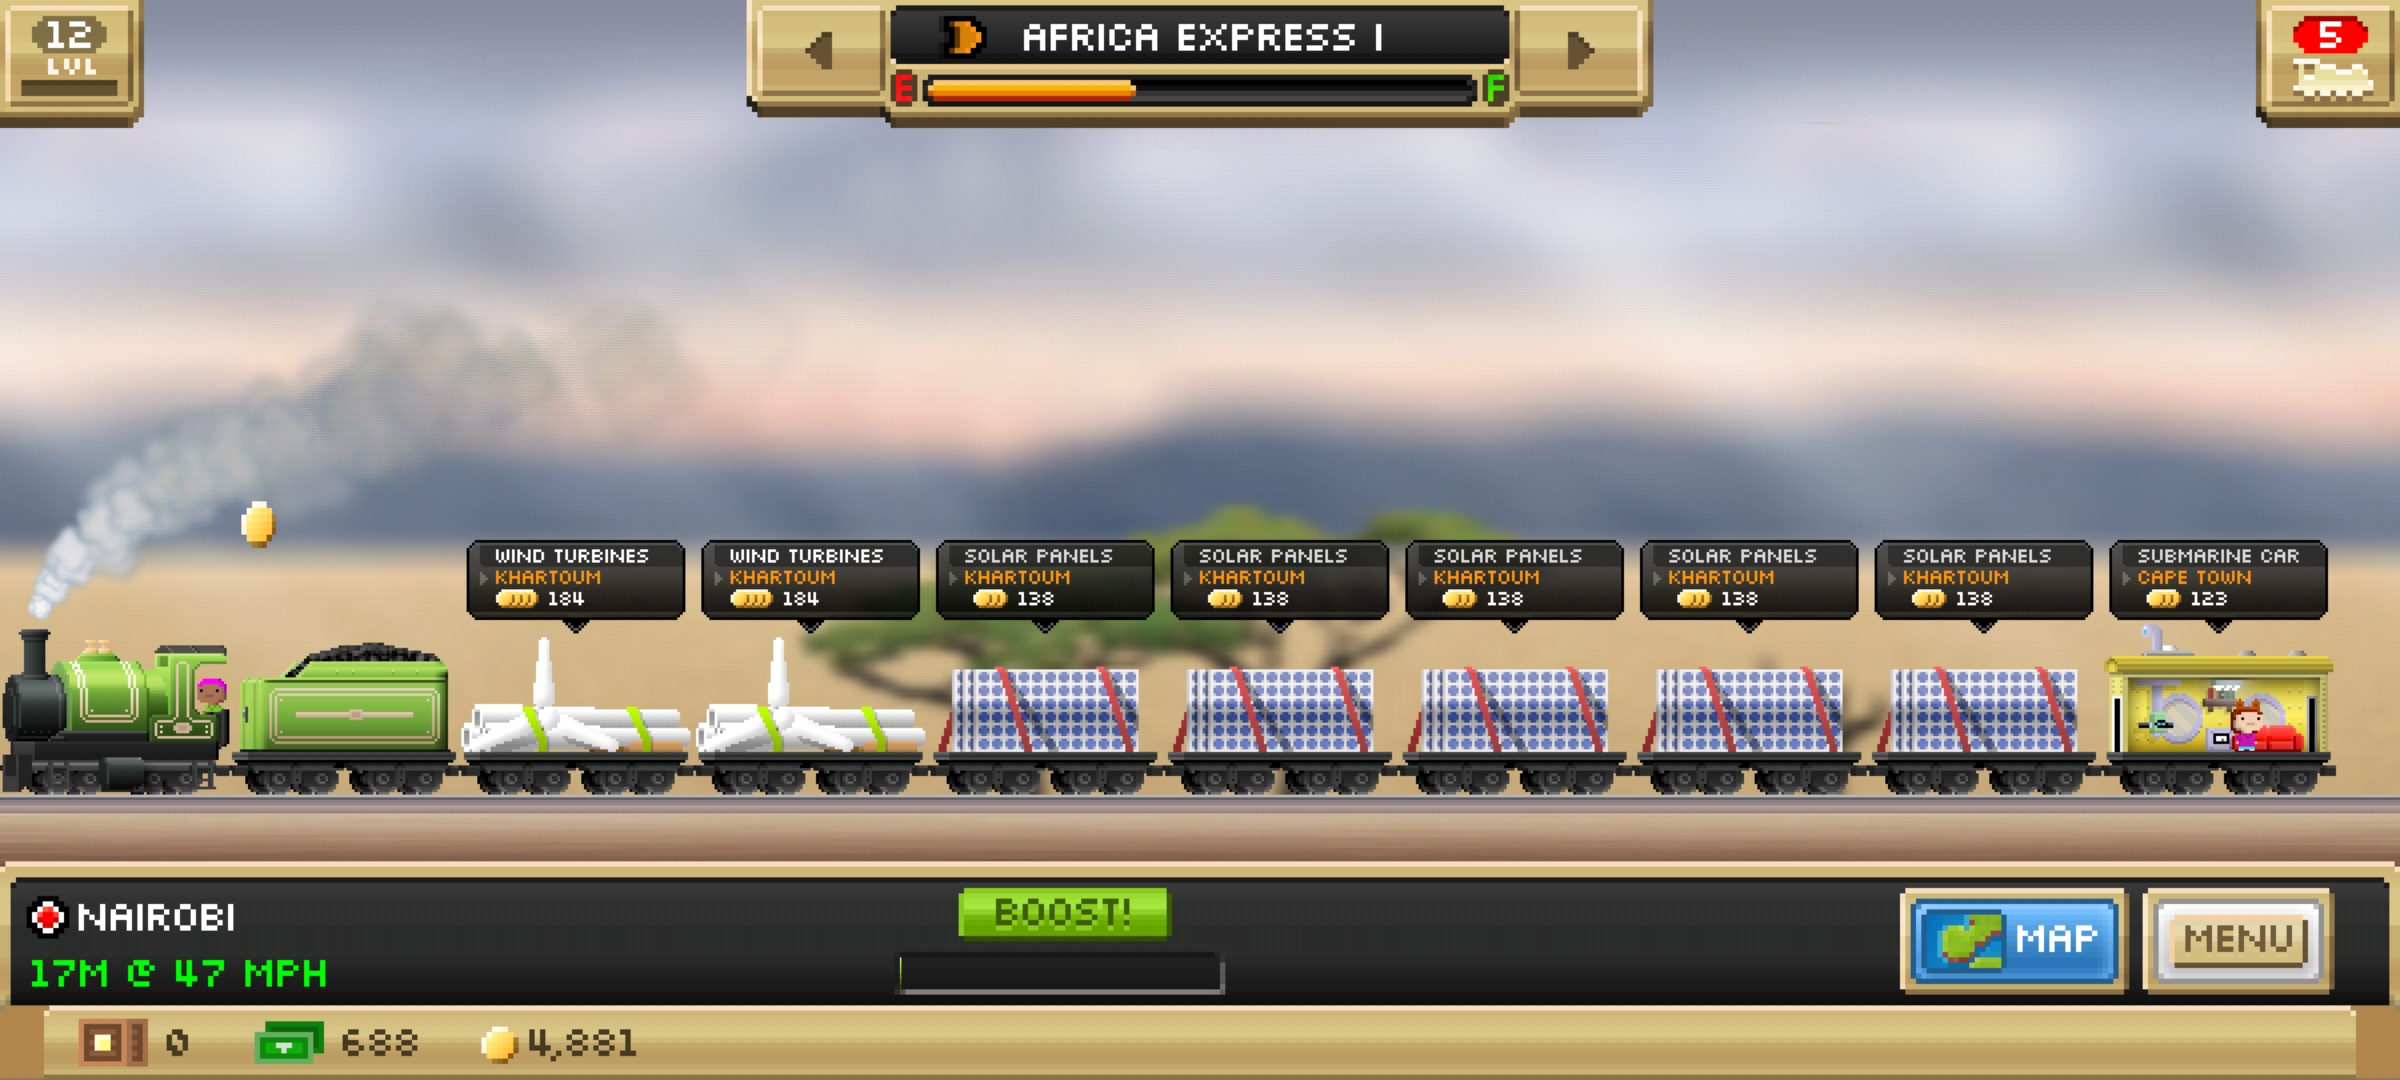 12
LVL
AFRICA EXPRESS I
E F
5
WIND TURBINES
KHARTOUM
184
WIND TURBINES
KHARTOUM
184
SOLAR PANELS
KHARTOUM
138
SOLAR PANELS
KHARTOUM
138
SOLAR PANELS
KHARTOUM
138
SOLAR PANELS
KHARTOUM
138
SOLAR PANELS
KHARTOUM
138
SUBMARINE CAR
CAPE TOWN
123
NAIROBI
17M @ 47 MPH
BOOST!
MAP
MENU
0 688 4,881